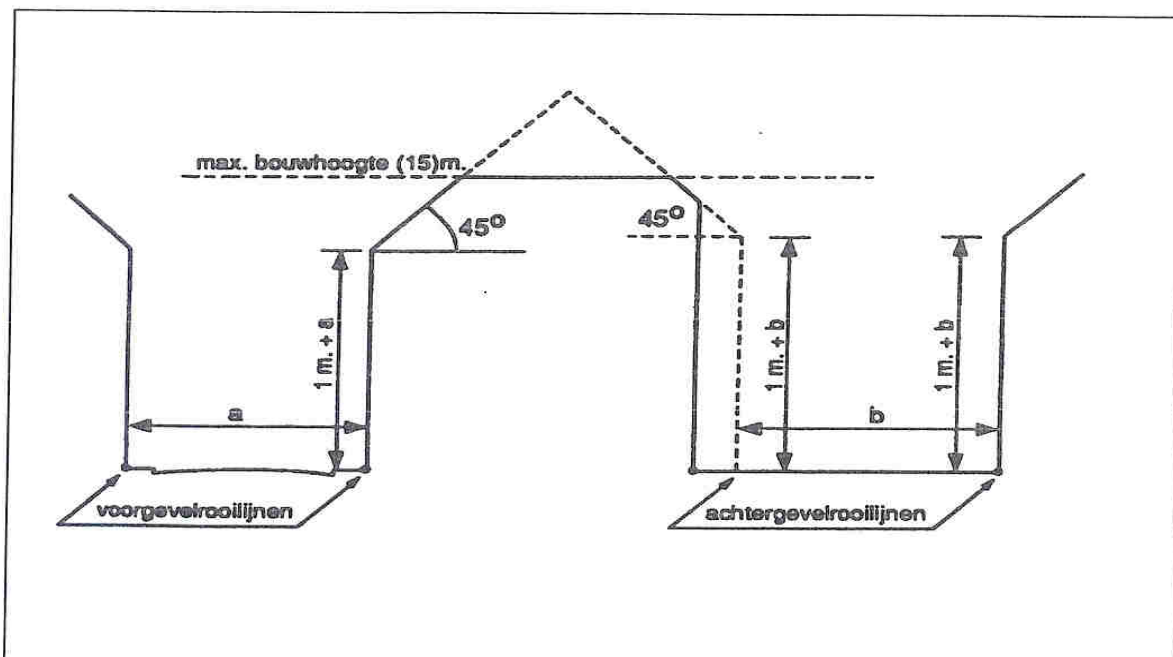 max. bouwhoogte (15)m.
45°
45°
1 m. + a
1 m. + b
1 m. + b
a
b
voorgevelrooilijnen
achtergevelrooilijnen